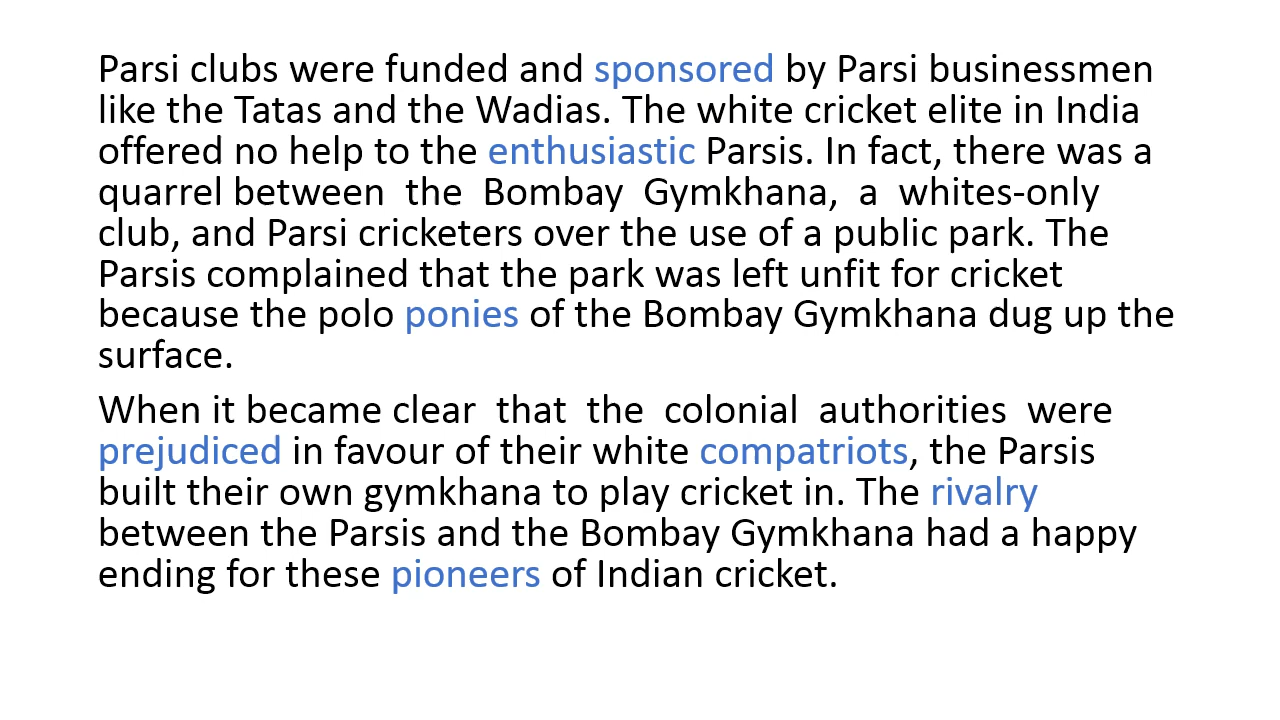 Parsi clubs were funded and sponsored by Parsi businessmen
like the Tatas and the Wadias. The white cricket elite in India
offered no help to the enthusiastic Parsis. In fact, there was a
quarrel between the Bombay Gymkhana, a whites-only
club, and Parsi cricketers over the use of a public park. The
Parsis complained that the park was left unfit for cricket
because the polo ponies of the Bombay Gymkhana dug up the
surface.
When it became clear that the colonial authorities were
prejudiced in favour of their white compatriots, the Parsis
built their own gymkhana to play cricket in. The rivalry
between the Parsis and the Bombay Gymkhana had a happy
ending for these pioneers of Indian cricket.